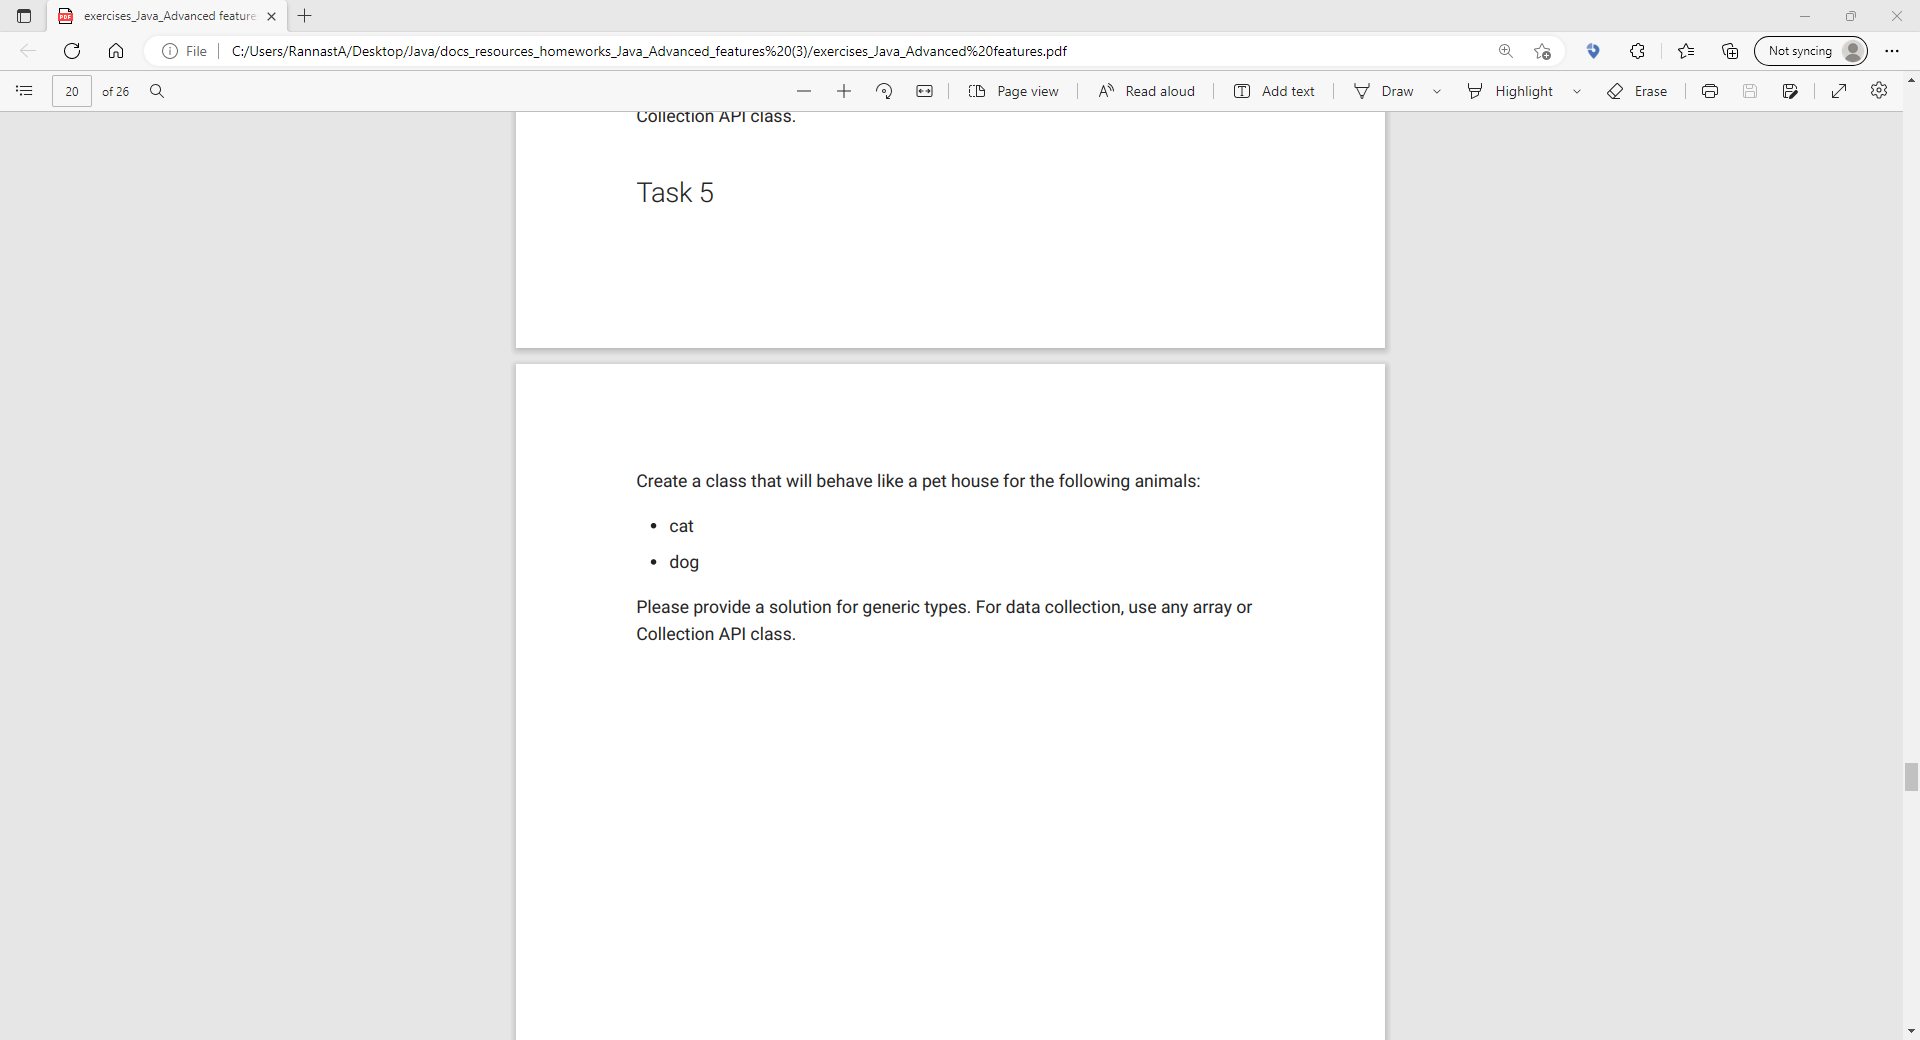 exercises_Java_Advanced feature
File
C:/Users/RannastA/Desktop/Java/docs_resources_homeworks_Java_Advanced_features%20(3)/exercises_Java_Advanced%20features.pdf
Not syncing
20 of 26
Page view
Read aloud
Add text
Draw
Highlight
Erase
Collection API class.
Task 5
Create a class that will behave like a pet house for the following animals:
• cat
• dog
Please provide a solution for generic types. For data collection, use any array or
Collection API class.